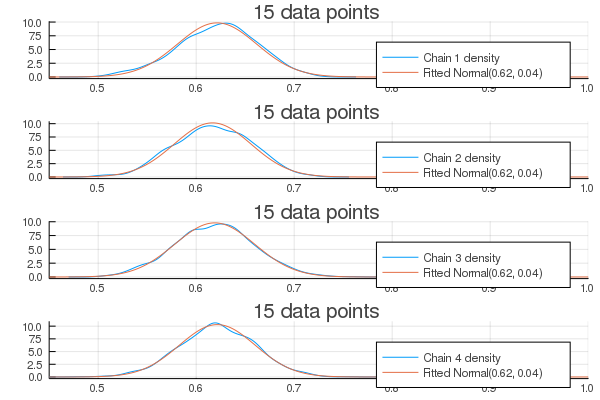 15 data points
10.0
7.5
5.0
2.5
0.0
Chain 1 density
Fitted Normal(0.62, 0.04)
0.5 0.6 0.7 0.8 0.9 1.0
15 data points
10.0
7.5
5.0
2.5
0.0
Chain 2 density
Fitted Normal(0.62, 0.04)
0.5 0.6 0.7 0.8 0.9 1.0
15 data points
10.0
7.5
5.0
2.5
0.0
Chain 3 density
Fitted Normal(0.62, 0.04)
0.5 0.6 0.7 0.8 0.9 1.0
15 data points
10.0
7.5
5.0
2.5
0.0
Chain 4 density
Fitted Normal(0.62, 0.04)
0.5 0.6 0.7 0.8 0.9 1.0